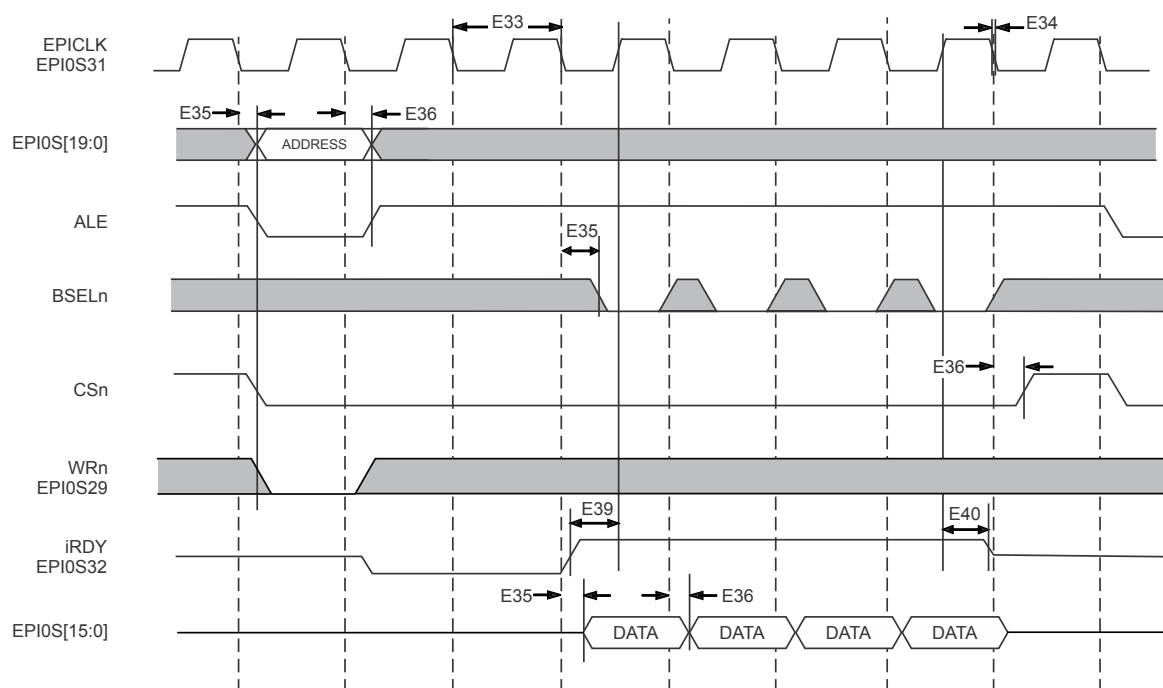 E33
E34
EPICLK
EPI0S31
E35
E36
EPI0S[19:0]
ADDRESS
ALE
E35
BSELn
E36
CSn
WRn
EPI0S29
E39
E40
iRDY
EPI0S32
E35
E36
EPI0S[15:0]
DATA DATA DATA DATA